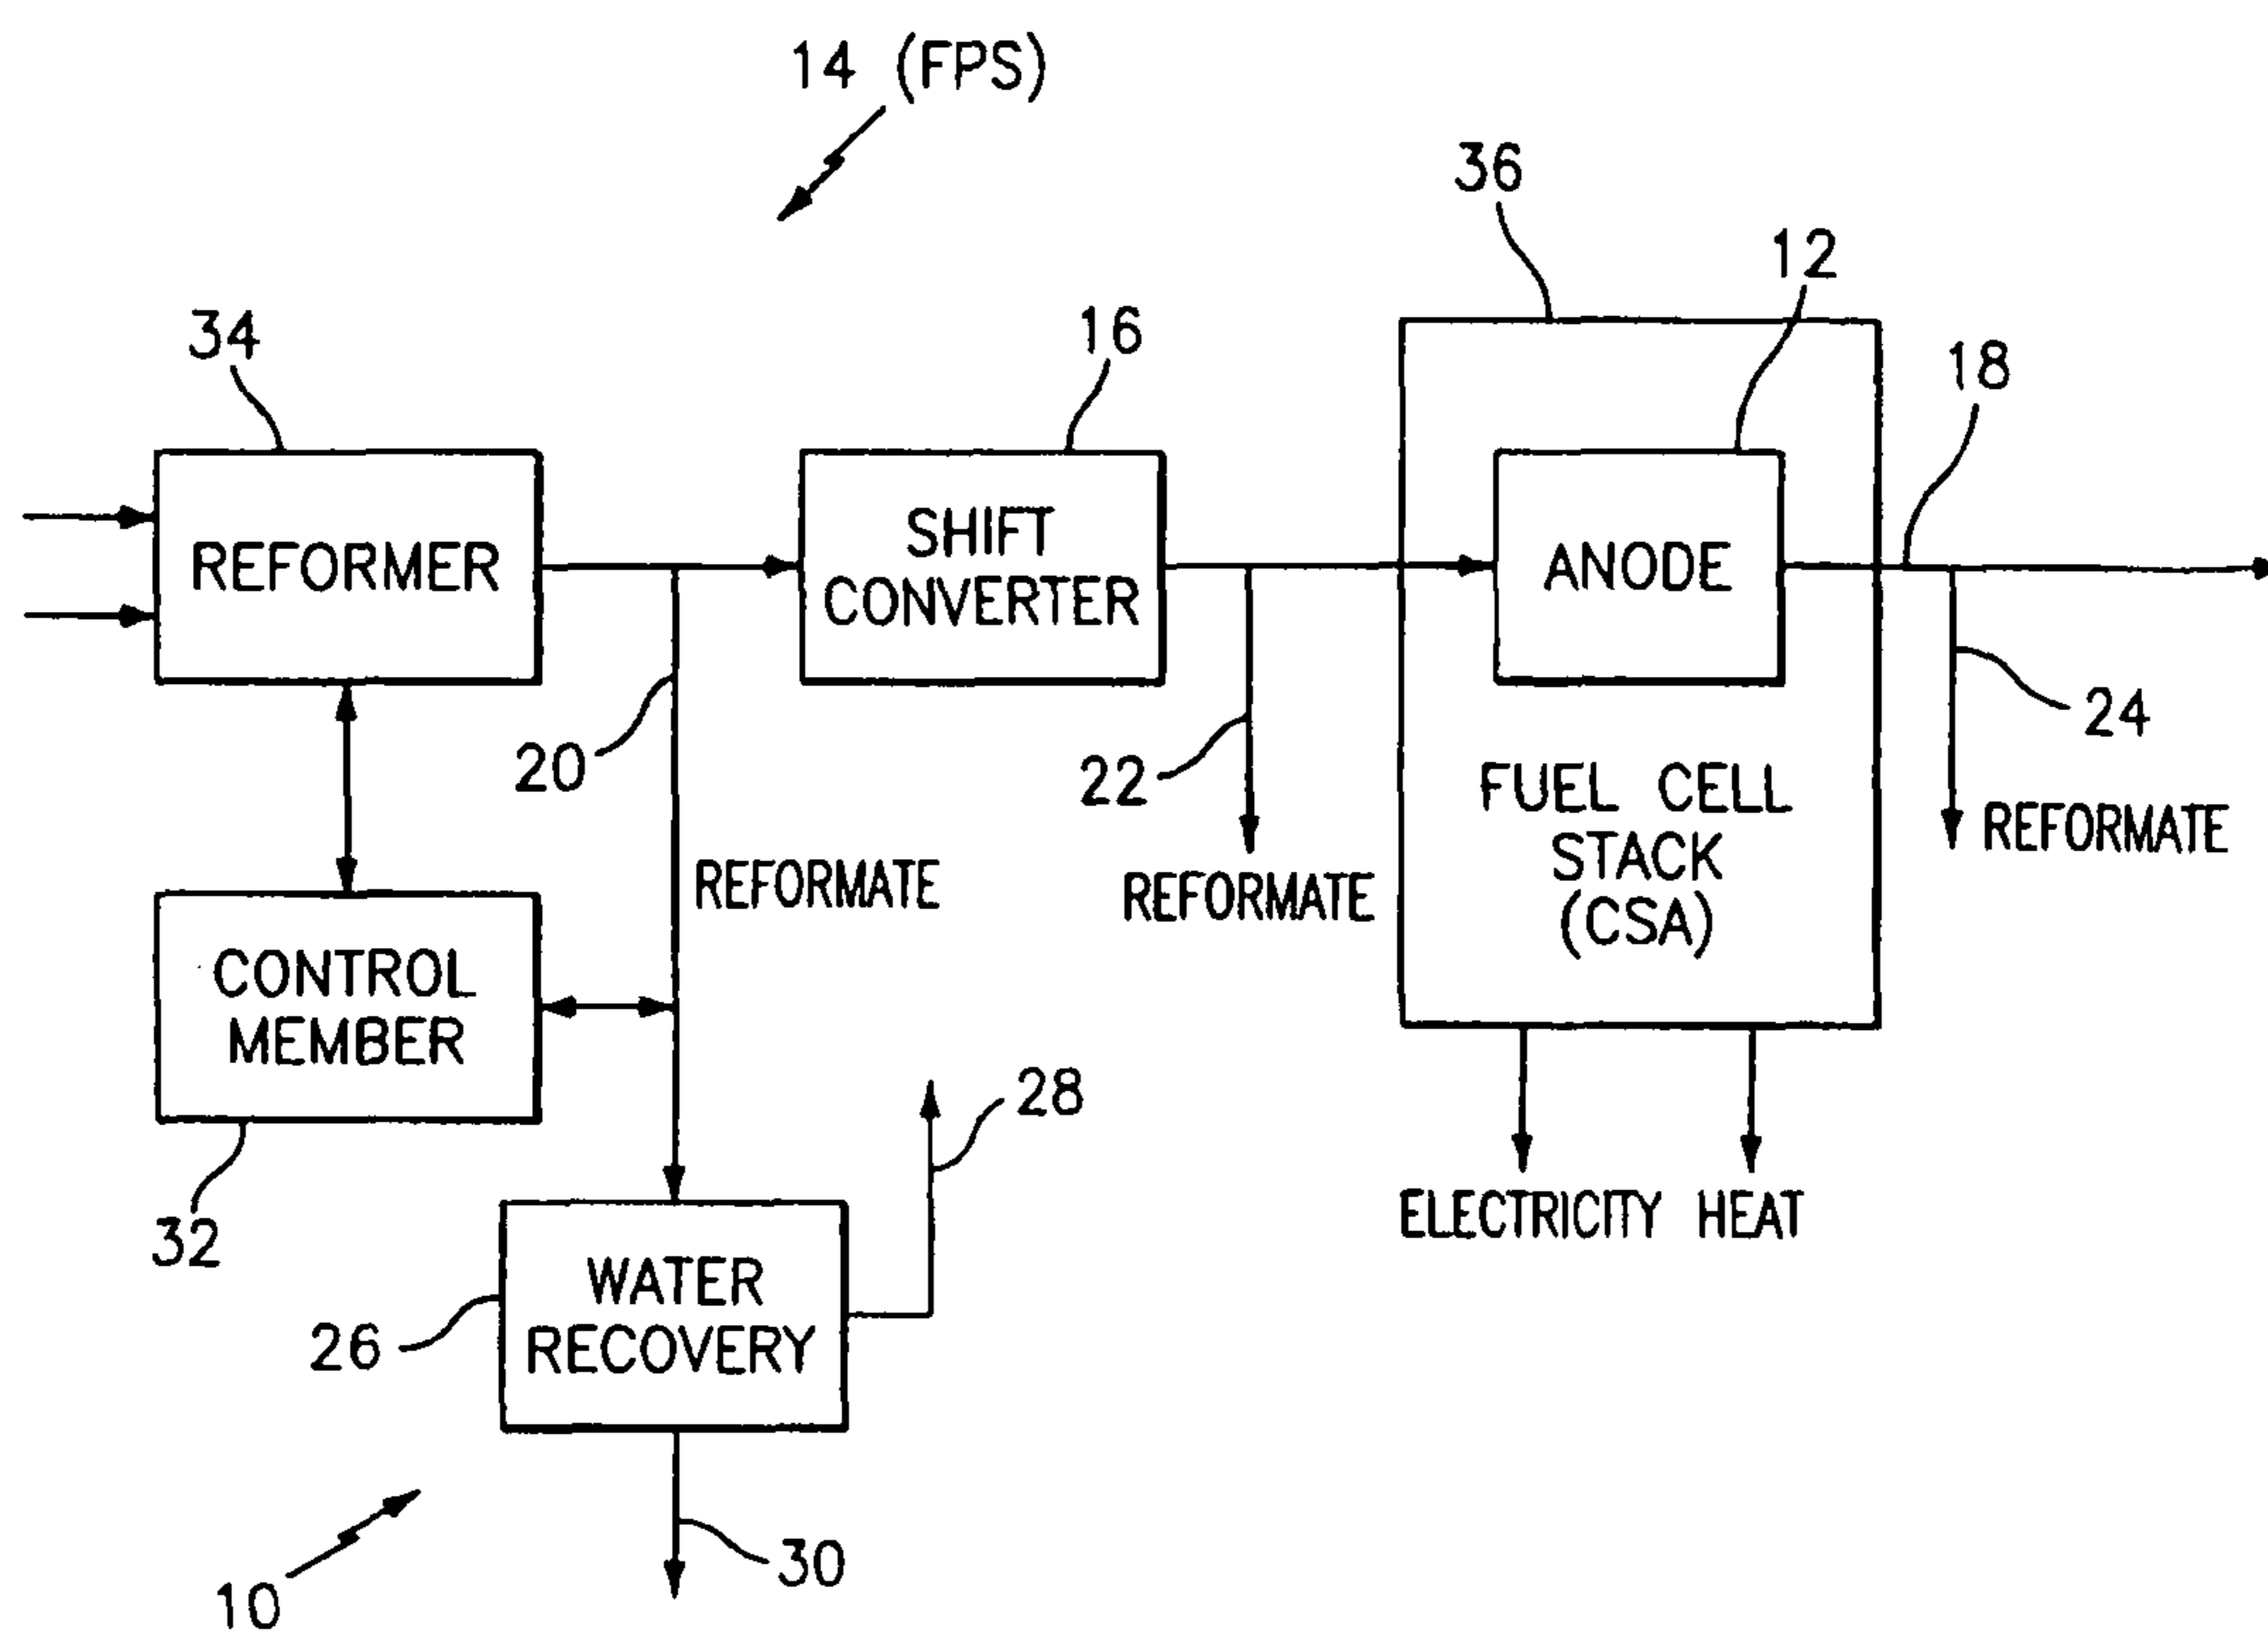 14 (FPS)
36
12
34
16
18
REFORMER
SHIFT
CONVERTER
ANODE
20
22
24
FUEL CELL
STACK
(CSA)
REFORMATE
REFORMATE
REFORMATE
CONTROL
MEMBER
28
32
ELECTRICITY HEAT
WATER
RECOVERY
26
30
10